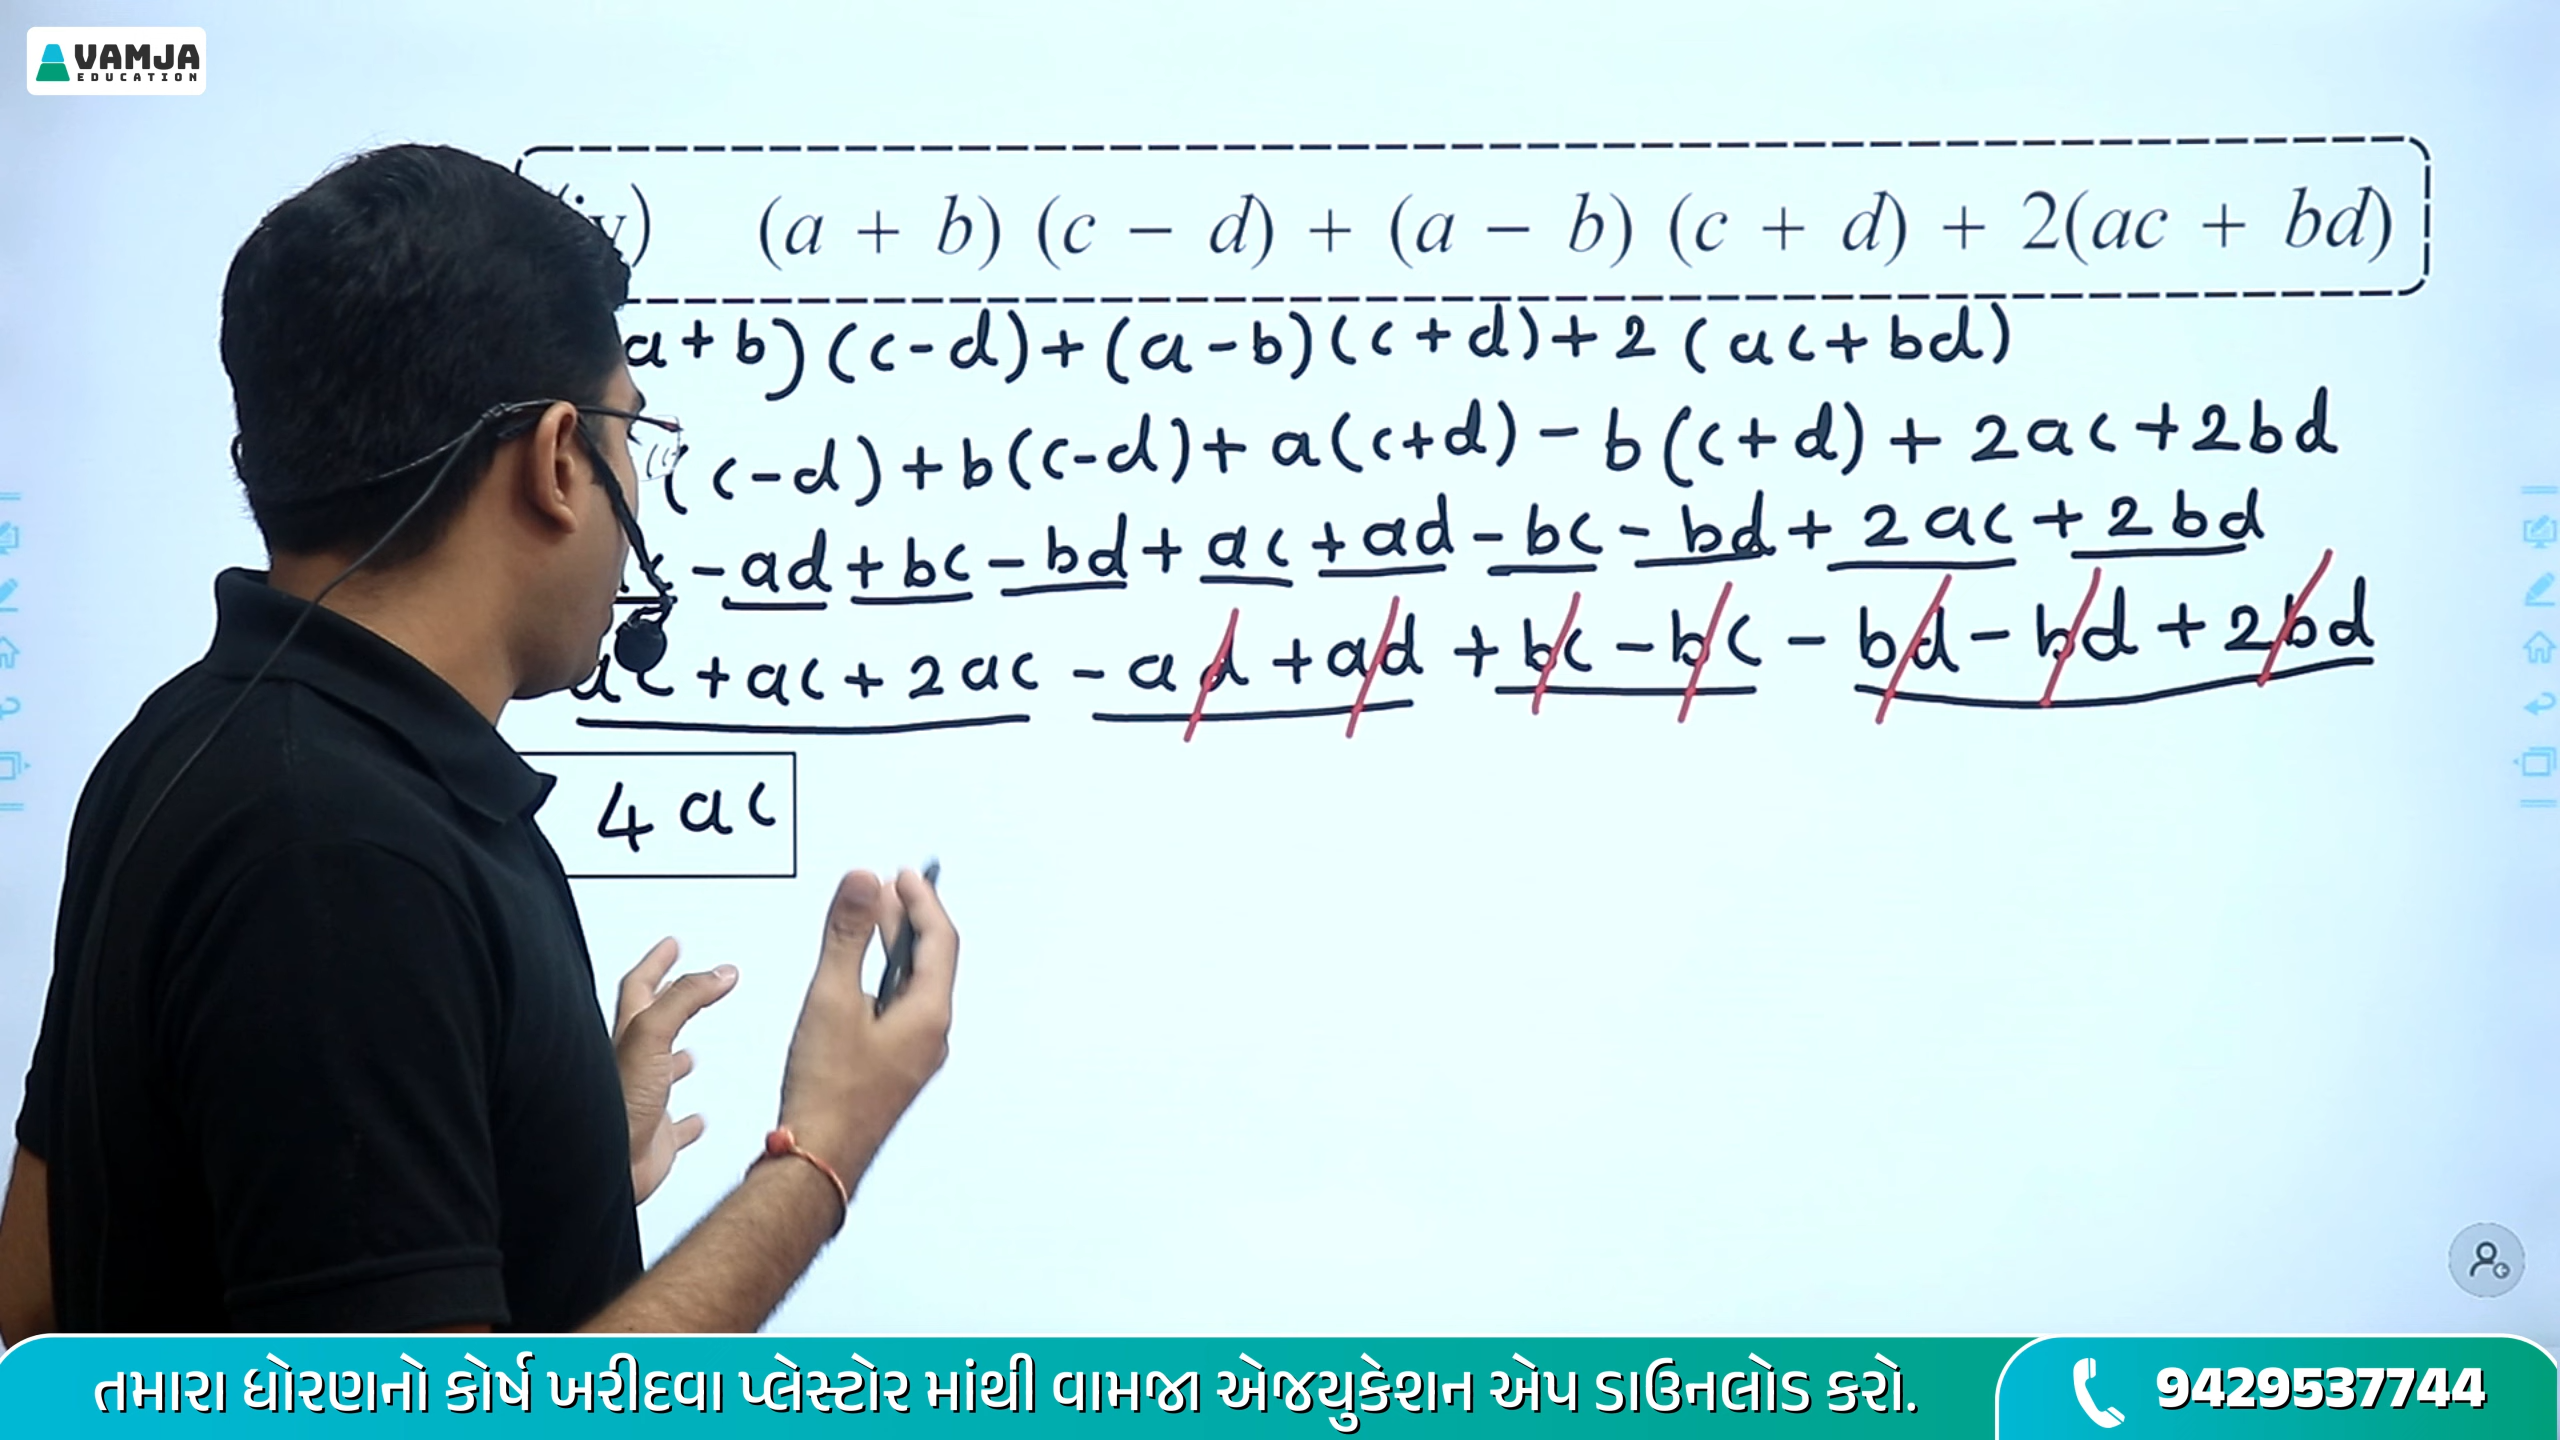 VAMJA
EDUCATION
(iv) (a + b) (c − d) + (a − b) (c + d) + 2(ac + bd)
a+b)(c-d)+(a-b)(c+d)+2(ac+bd)
(c-d)+b(c-d)+a(c+d)-b(c+d)+2ac+2bd
-ad+bc-bd+ac+ad-bc-bd+2ac+2bd
ac+ac+2ac-ad+ad+bc-bc-bd-bd+2bd
4ac
તમારા ધોરણનો કોર્ષ ખરીદવા પ્લેસ્ટોર માંથી વામજા એજ્યુકેશન એપ ડાઉનલોડ કરો.
9429537744